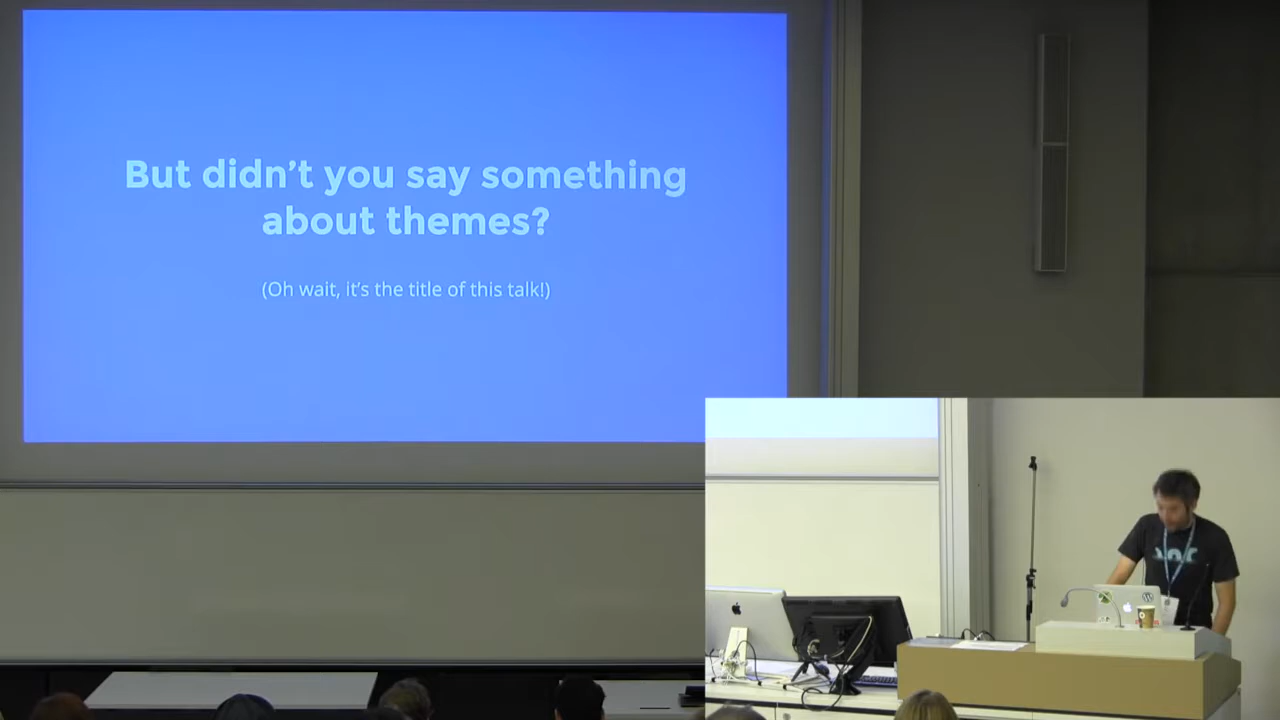 But didn't you say something
about themes?
(Oh wait, it's the title of this talk!)